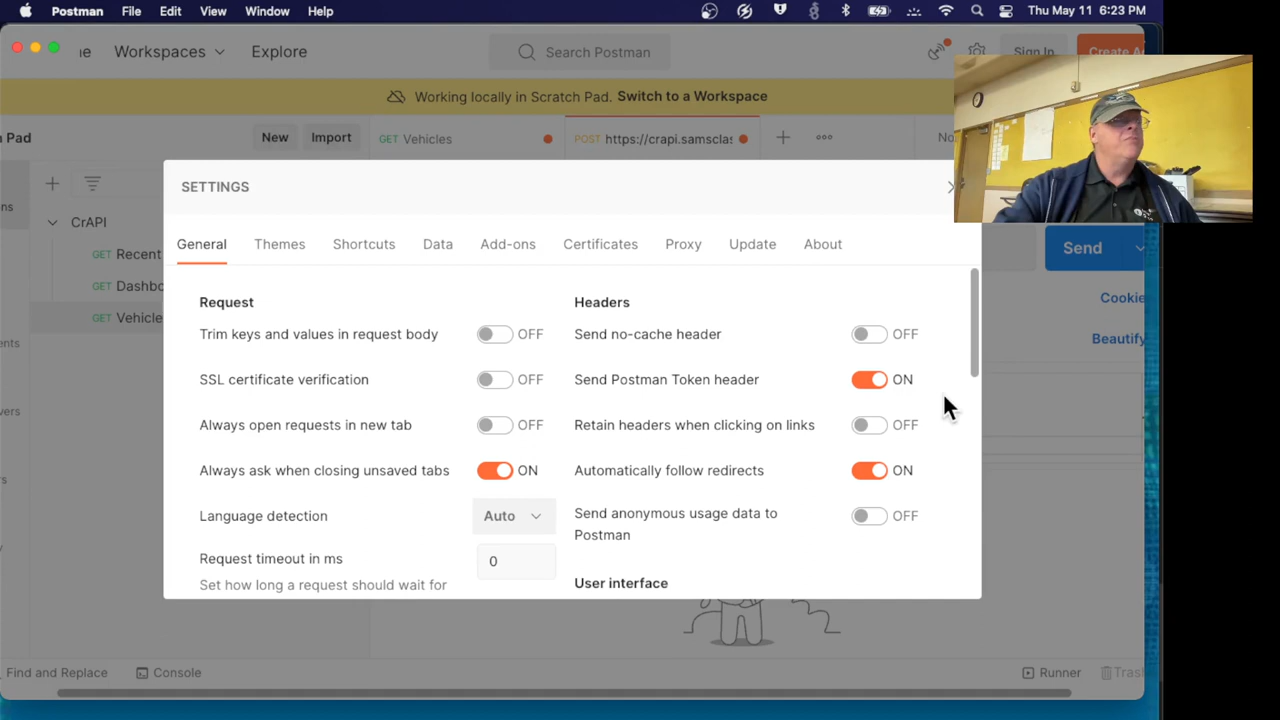 Postman File Edit View Window Help Thu May 11 6:23 PM
Workspaces Explore Search Postman Sign In Create A
Working locally in Scratch Pad. Switch to a Workspace
Pad New Import GET Vehicles POST https://crapi.samsclas No
SETTINGS
General Themes Shortcuts Data Add-ons Certificates Proxy Update About
CrAPI
GET Recent
GET Dashbo
GET Vehicle
Send
Cookie
Beautify
Request
Trim keys and values in request body OFF
SSL certificate verification OFF
Always open requests in new tab OFF
Always ask when closing unsaved tabs ON
Language detection Auto
Request timeout in ms 0
Set how long a request should wait for
Headers
Send no-cache header OFF
Send Postman Token header ON
Retain headers when clicking on links OFF
Automatically follow redirects ON
Send anonymous usage data to
Postman OFF
User interface
Find and Replace Console Runner Trash